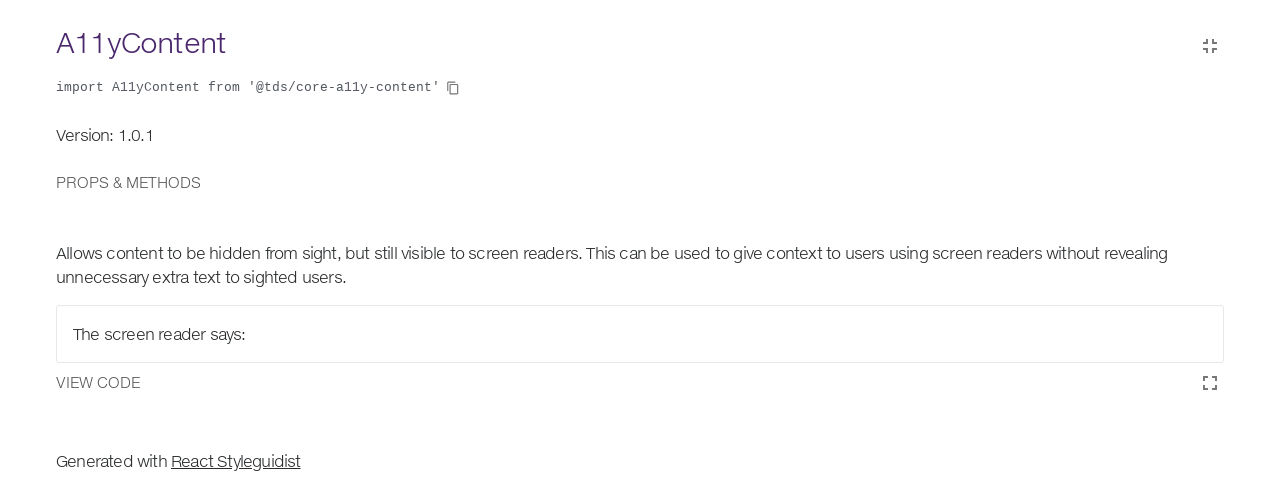 A11yContent
import A11yContent from '@tds/core-a11y-content'
Version: 1.0.1
PROPS & METHODS
Allows content to be hidden from sight, but still visible to screen readers. This can be used to give context to users using screen readers without revealing
unnecessary extra text to sighted users.
The screen reader says:
VIEW CODE
Generated with React Styleguidist